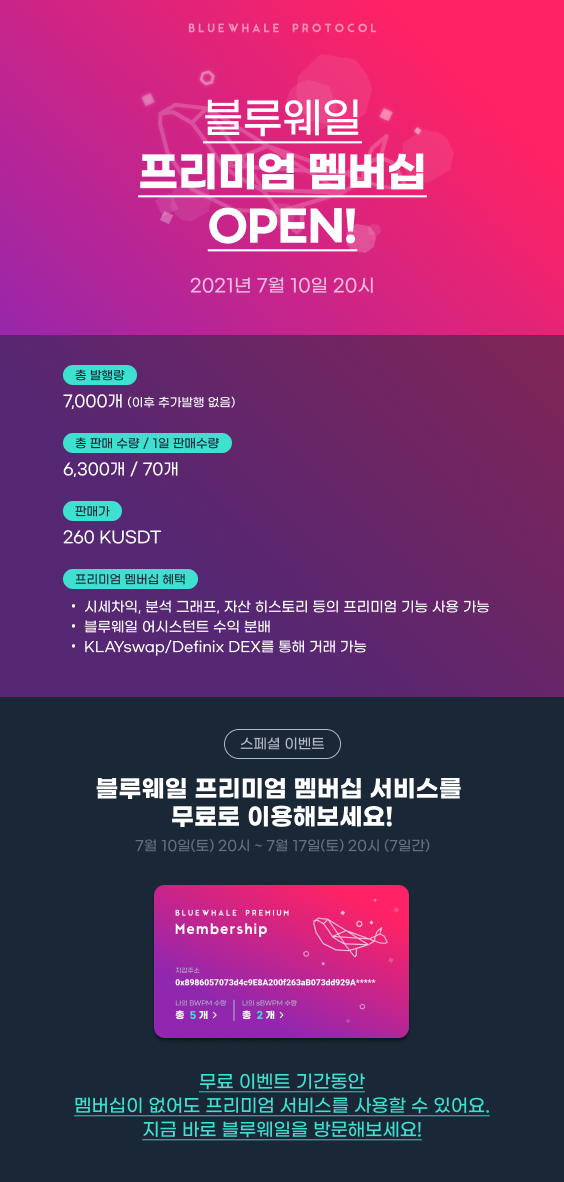 BLUEWHALE PROTOCOL
블루웨일
프리미엄 멤버십
OPEN!
2021년 7월 10일 20시
총 발행량
7,000개 (이후 추가발행 없음)
총 판매 수량 / 1일 판매수량
6,300개 / 70개
판매가
260 KUSDT
프리미엄 멤버십 혜택
• 시세차익, 분석 그래프, 자산 히스토리 등의 프리미엄 기능 사용 가능
• 블루웨일 어시스턴트 수익 분배
• KLAYswap/Definix DEX를 통해 거래 가능
스페셜 이벤트
블루웨일 프리미엄 멤버십 서비스를
무료로 이용해보세요!
7월 10일(토) 20시 ~ 7월 17일(토) 20시 (7일간)
BLUEWHALE PREMIUM
Membership
지갑주소
0x8986057073d4c9E8A200f263aB073dd929A*****
나의 BWPM 수량 나의 sBWPM 수량
총 5 개 > 총 2 개 >
무료 이벤트 기간동안
멤버십이 없어도 프리미엄 서비스를 사용할 수 있어요.
지금 바로 블루웨일을 방문해보세요!